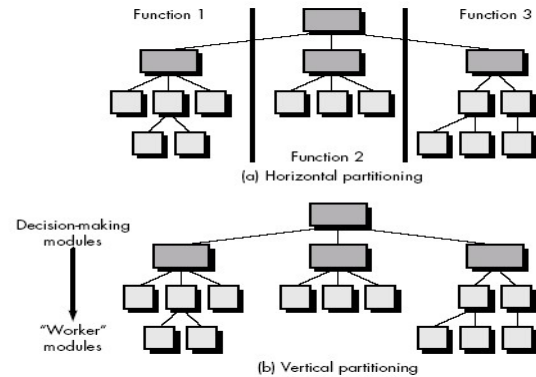 Function 1
Function 3
Function 2
(a) Horizontal partitioning
Decision-making
modules
"Worker"
modules
(b) Vertical partitioning